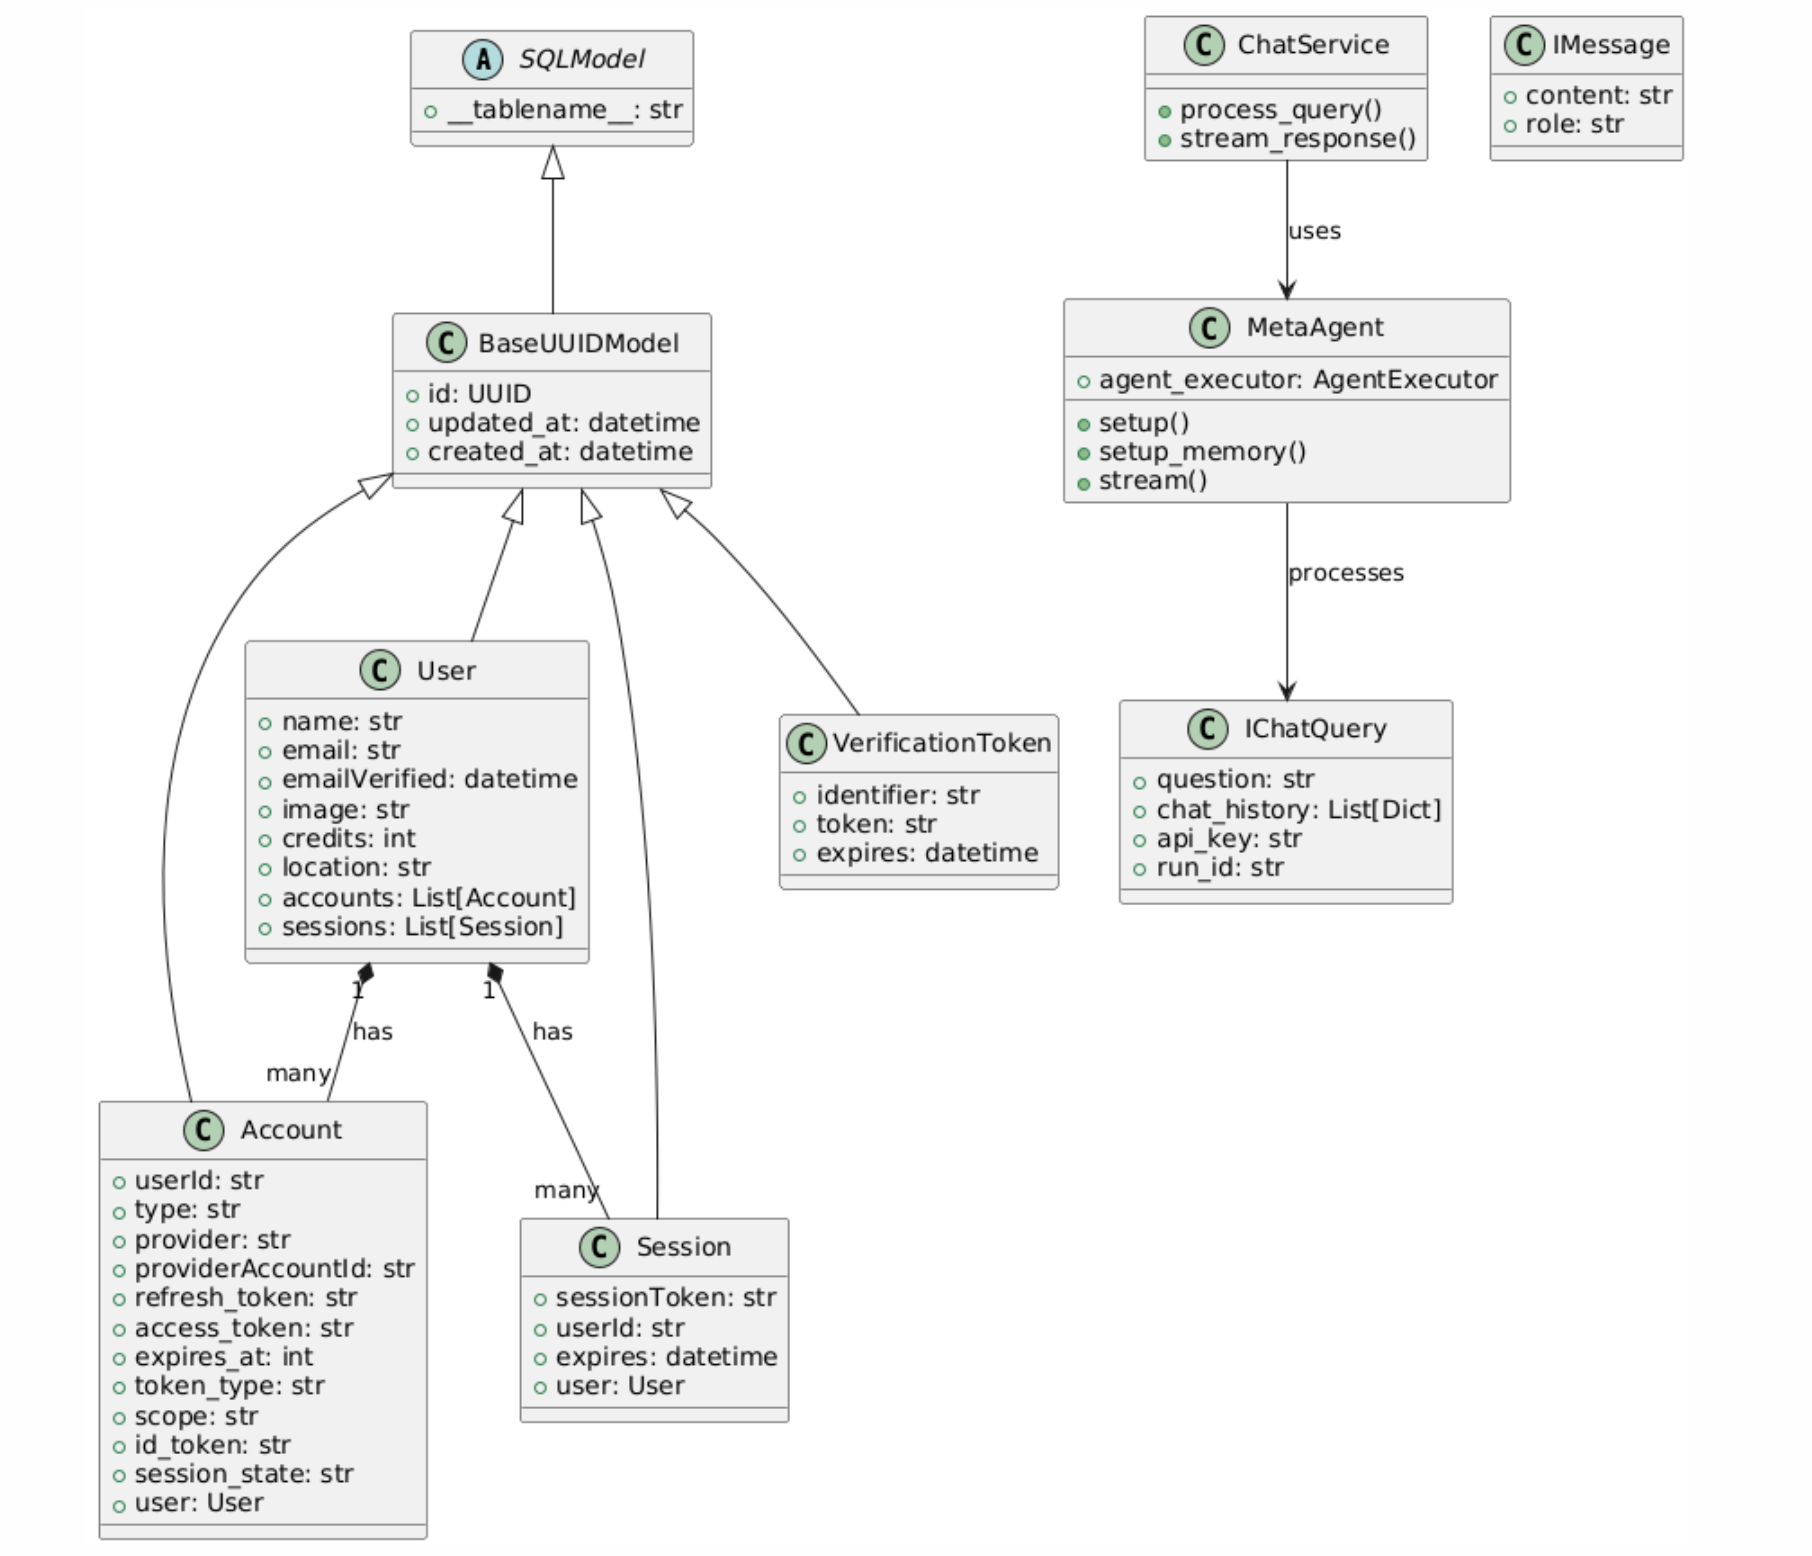 A SQLModel
__tablename__: str
C ChatService
process_query()
stream_response()
C IMessage
content: str
role: str
uses
C BaseUUIDModel
id: UUID
updated_at: datetime
created_at: datetime
C MetaAgent
agent_executor: AgentExecutor
setup()
setup_memory()
stream()
processes
C User
name: str
email: str
emailVerified: datetime
image: str
credits: int
location: str
accounts: List[Account]
sessions: List[Session]
C VerificationToken
identifier: str
token: str
expires: datetime
C IChatQuery
question: str
chat_history: List[Dict]
api_key: str
run_id: str
1
has
many
1
has
many
C Account
userId: str
type: str
provider: str
providerAccountId: str
refresh_token: str
access_token: str
expires_at: int
token_type: str
scope: str
id_token: str
session_state: str
user: User
C Session
sessionToken: str
userId: str
expires: datetime
user: User